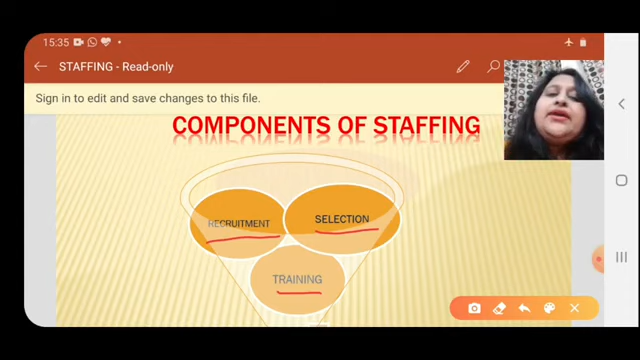 15:35
STAFFING - Read-only
Sign in to edit and save changes to this file.
COMPONENTS OF STAFFING
RECRUITMENT
SELECTION
TRAINING